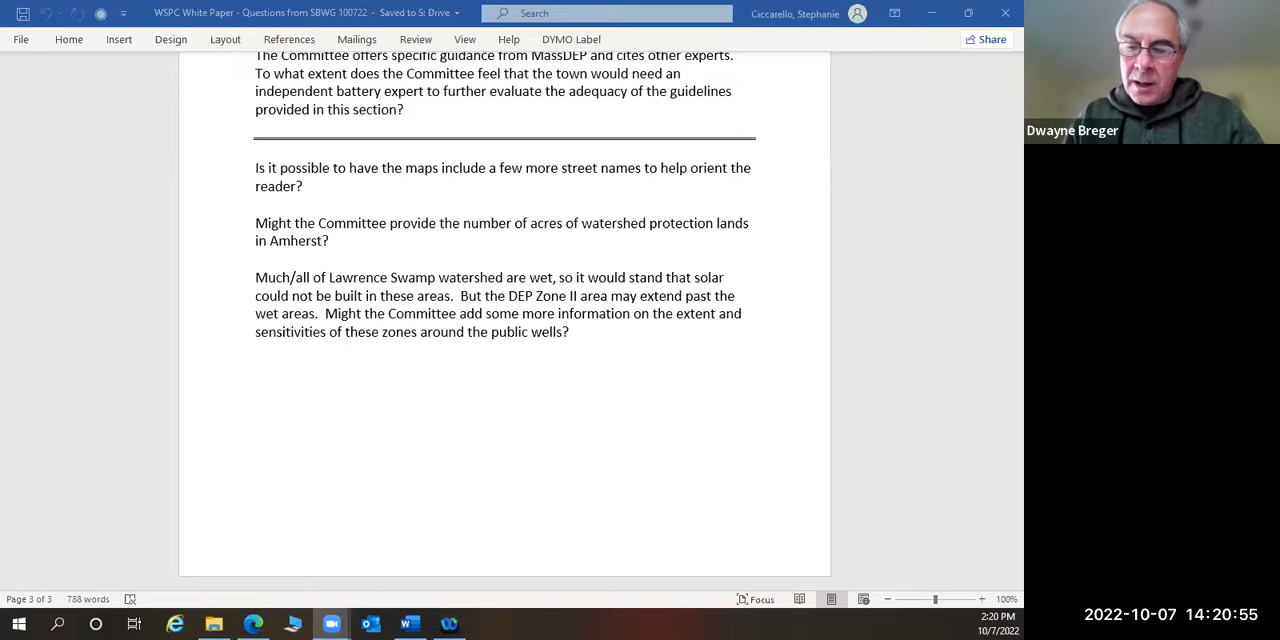 WSPC White Paper - Questions from SBWG 100722 - Saved to S: Drive
Search
Ciccarello, Stephanie
File Home Insert Design Layout References Mailings Review View Help DYMO Label
Share
The Committee offers specific guidance from MassDEP and cites other experts.
To what extent does the Committee feel that the town would need an
independent battery expert to further evaluate the adequacy of the guidelines
provided in this section?
Is it possible to have the maps include a few more street names to help orient the
reader?
Might the Committee provide the number of acres of watershed protection lands
in Amherst?
Much/all of Lawrence Swamp watershed are wet, so it would stand that solar
could not be built in these areas.  But the DEP Zone II area may extend past the
wet areas.  Might the Committee add some more information on the extent and
sensitivities of these zones around the public wells?
Page 3 of 3 788 words
Focus
100%
2:20 PM
10/7/2022
Dwayne Breger
2022-10-07 14:20:55